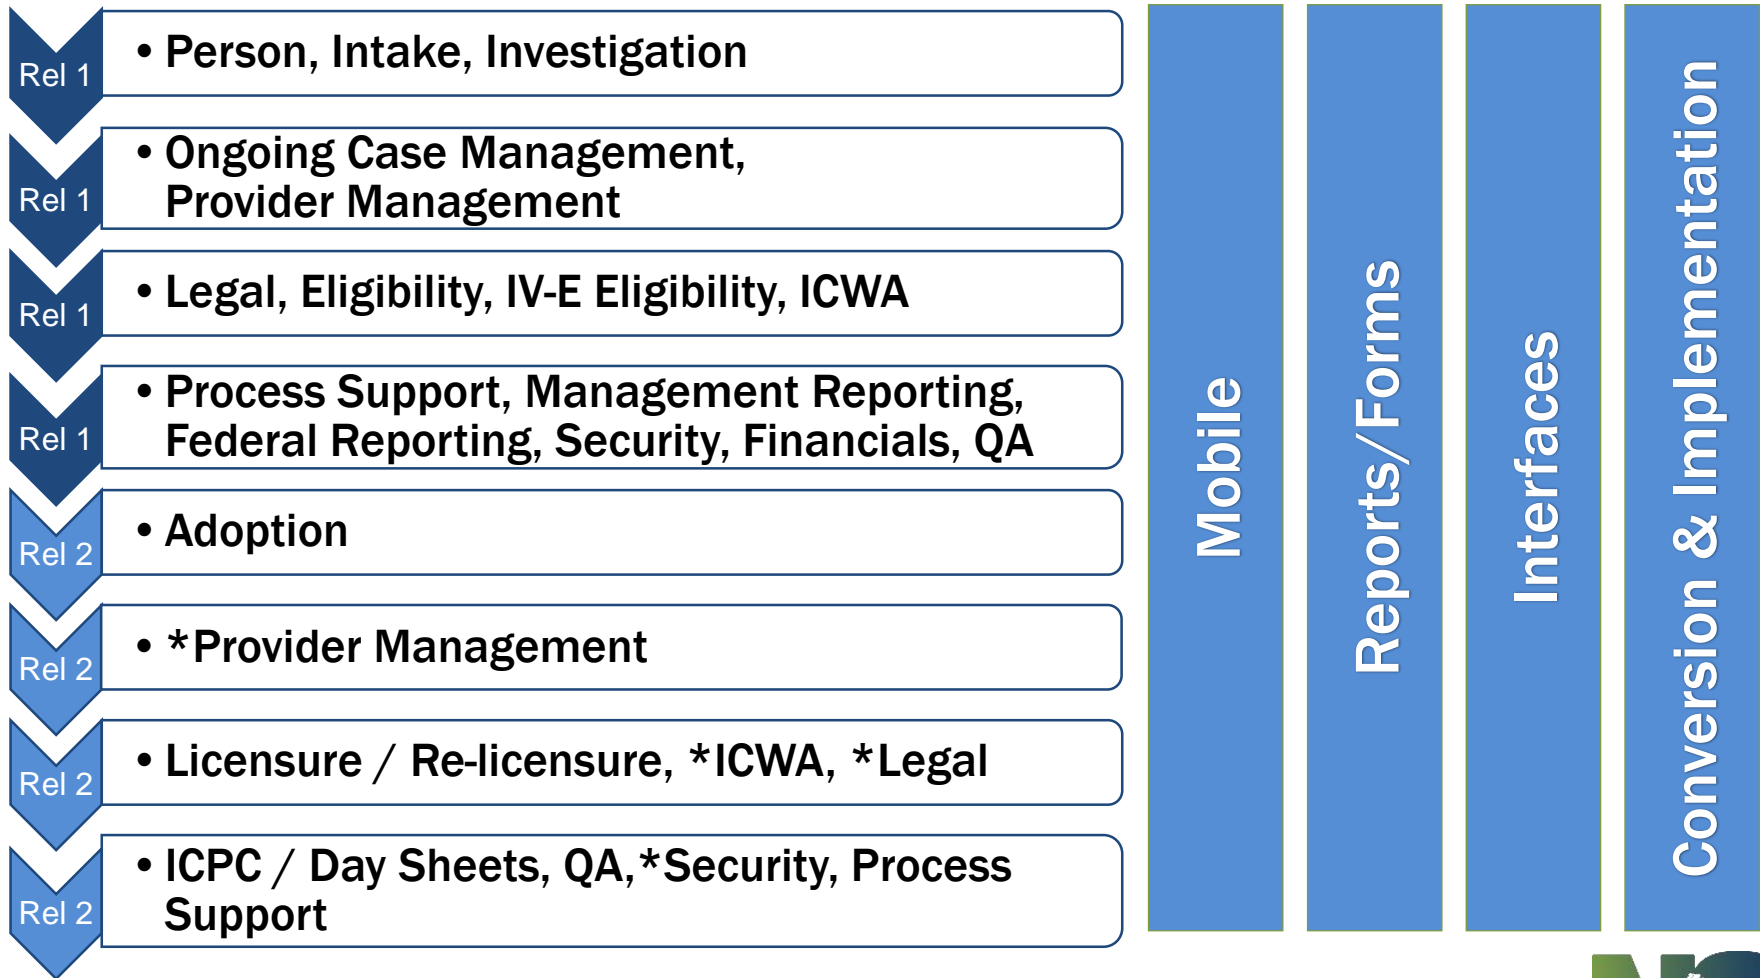 Rel 1
• Person, Intake, Investigation
Rel 1
• Ongoing Case Management,
Provider Management
Rel 1
• Legal, Eligibility, IV-E Eligibility, ICWA
Rel 1
• Process Support, Management Reporting,
Federal Reporting, Security, Financials, QA
Rel 2
• Adoption
Rel 2
• *Provider Management
Rel 2
• Licensure / Re-licensure, *ICWA, *Legal
Rel 2
• ICPC / Day Sheets, QA,*Security, Process
Support
Mobile
Reports/Forms
Interfaces
Conversion & Implementation